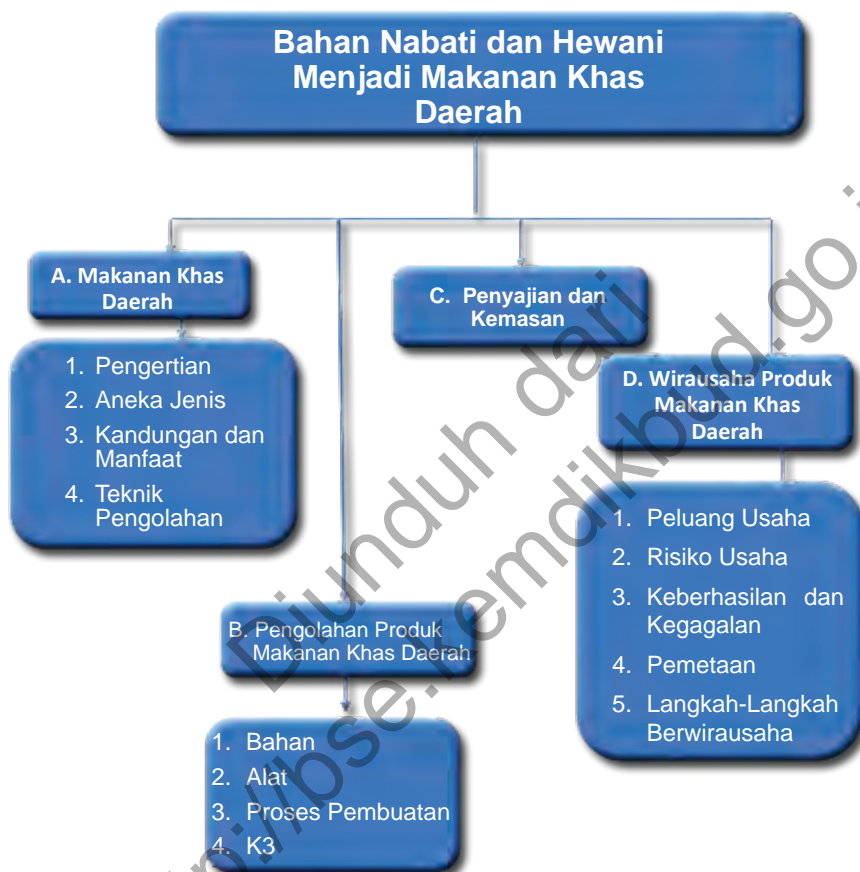 Bahan Nabati dan Hewani
Menjadi Makanan Khas
Daerah
A. Makanan Khas
Daerah
1. Pengertian
2. Aneka Jenis
3. Kandungan dan
Manfaat
4. Teknik
Pengolahan
B. Pengolahan Produk
Makanan Khas Daerah
1. Bahan
2. Alat
3. Proses Pembuatan
4. K3
C. Penyajian dan
Kemasan
D. Wirausaha Produk
Makanan Khas
Daerah
1. Peluang Usaha
2. Risiko Usaha
3. Keberhasilan dan
Kegagalan
4. Pemetaan
5. Langkah-Langkah
Berwirausaha
Diunduh dari
://bse.kemdikbud.go.i